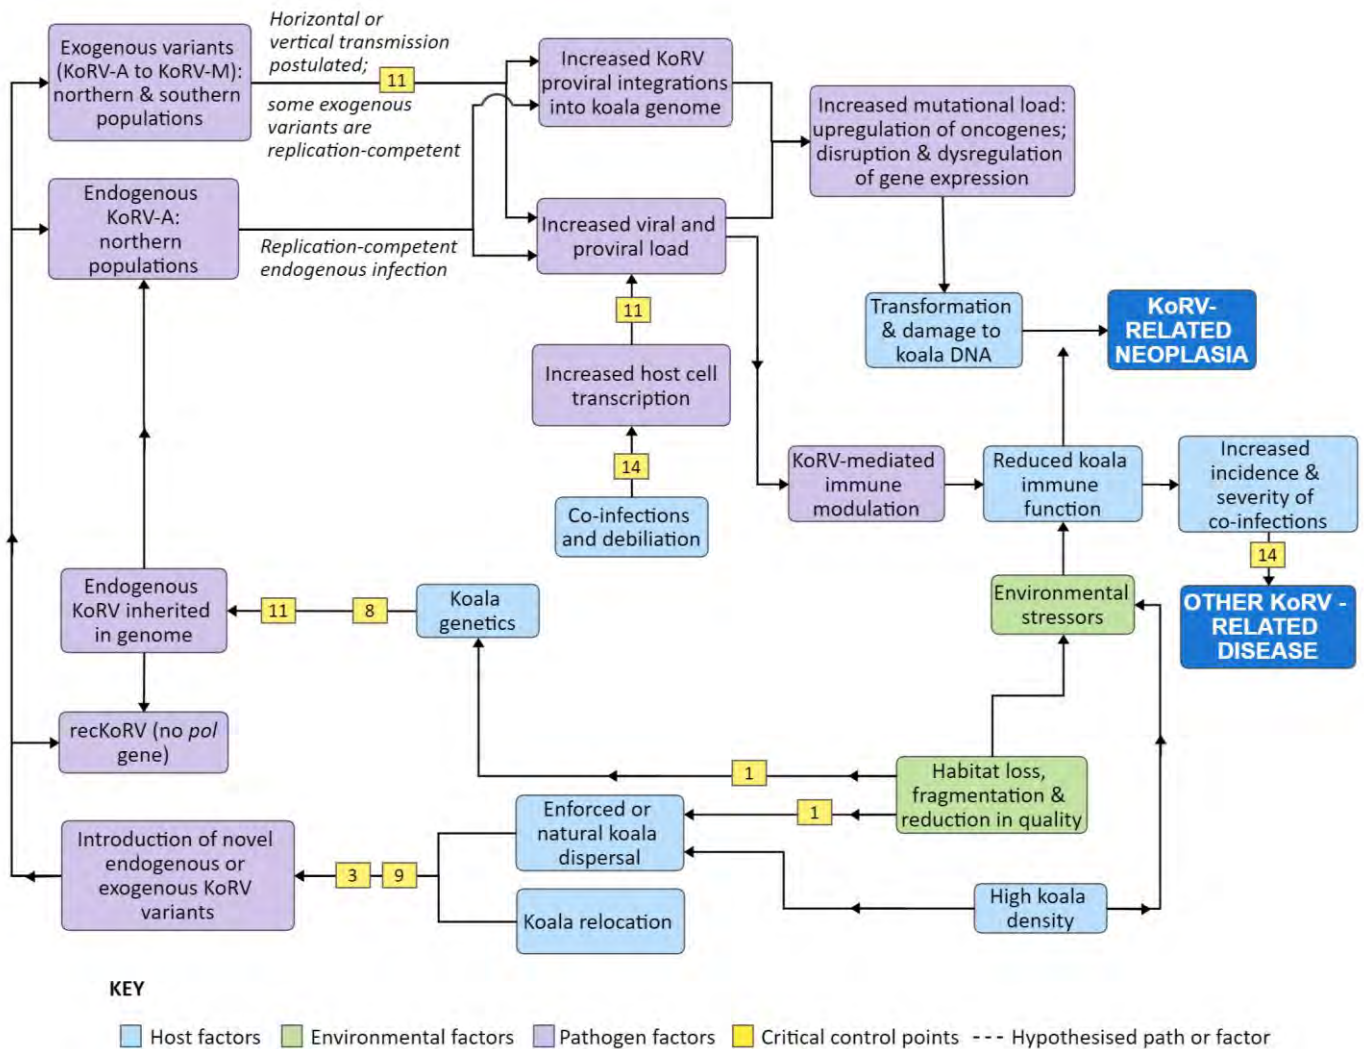 Exogenous variants
(KoRV-A to KoRV-M):
northern & southern
populations
Horizontal or
vertical transmission
postulated;
11
some exogenous
variants are
replication-competent
Increased KoRV
proviral integrations
into koala genome
Increased mutational load:
upregulation of oncogenes;
disruption & dysregulation
of gene expression
Endogenous
KoRV-A:
northern
populations
Replication-competent
endogenous infection
Increased viral and
proviral load
11
Transformation
& damage to
koala DNA
KoRV-
RELATED
NEOPLASIA
Increased host cell
transcription
14
Co-infections
and debiliation
KoRV-mediated
immune
modulation
Reduced koala
immune
function
Increased
incidence &
severity of
co-infections
14
OTHER KoRV -
RELATED
DISEASE
Endogenous
KoRV inherited
in genome
11
8
Koala
genetics
Environmental
stressors
recKoRV (no pol
gene)
1
Habitat loss,
fragmentation &
reduction in quality
1
Enforced or
natural koala
dispersal
Introduction of novel
endogenous or
exogenous KoRV
variants
3
9
Koala relocation
High koala
density
KEY
Host factors
Environmental factors
Pathogen factors
Critical control points
--- Hypothesised path or factor